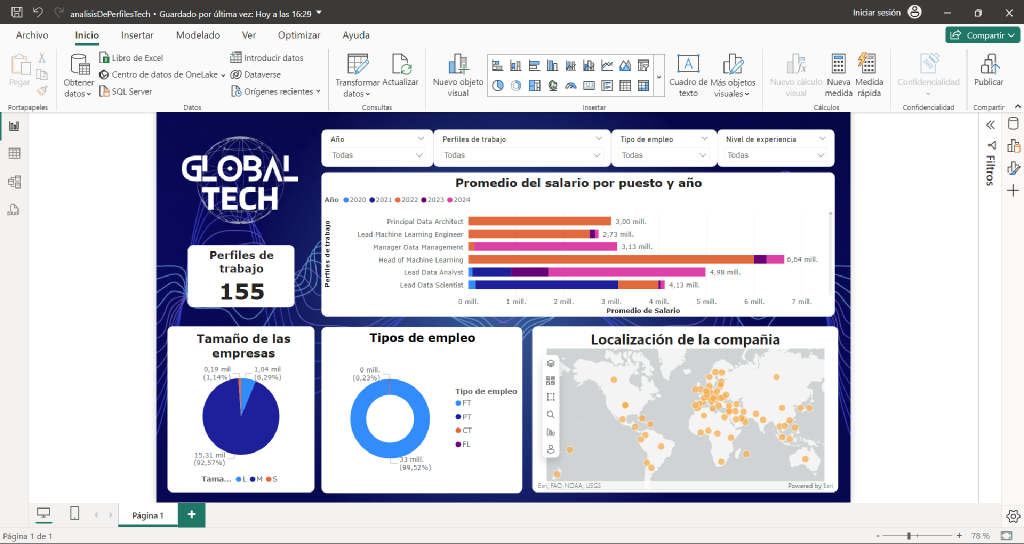 analisisDePerfilesTech • Guardado por última vez: Hoy a las 16:29
Iniciar sesión
Archivo
Inicio
Insertar
Modelado
Ver
Optimizar
Ayuda
Compartir
Pegar
Portapapeles
Obtener datos
Libro de Excel
Centro de datos de OneLake
SQL Server
Introducir datos
Dataverse
Orígenes recientes
Datos
Transformar datos
Actualizar
Consultas
Nuevo objeto visual
Cuadro de texto
Más objetos visuales
Insertar
Nuevo cálculo visual
Nueva medida
Medida rápida
Cálculos
Confidencialidad
Confidencialidad
Publicar
Compartir
GLOBAL
TECH
Año
Todas
Perfiles de trabajo
Todas
Tipo de empleo
Todas
Nivel de experiencia
Todas
Filtros
Promedio del salario por puesto y año
Año 2020 2021 2022 2023 2024
Perfiles de trabajo
Principal Data Architect 3,00 mill.
Lead Machine Learning Engineer 2,73 mill.
Manager Data Management 3,13 mill.
Head of Machine Learning 6,64 mill.
Lead Data Analyst 4,98 mill.
Lead Data Scientist 4,13 mill.
0 mill. 1 mill. 2 mill. 3 mill. 4 mill. 5 mill. 6 mill. 7 mill.
Promedio de Salario
Perfiles de
trabajo
155
Tamaño de las
empresas
0,19 mil
(1,14%)
1,04 mil
(6,29%)
15,31 mil
(92,57%)
Tama... L M S
Tipos de empleo
0 mill.
(0,23%)
33 mill.
(99,52%)
Tipo de empleo
FT
PT
CT
FL
Localización de la compañia
Esri, FAO, NOAA, USGS
Powered by Esri
Página 1
Página 1 de 1
78 %